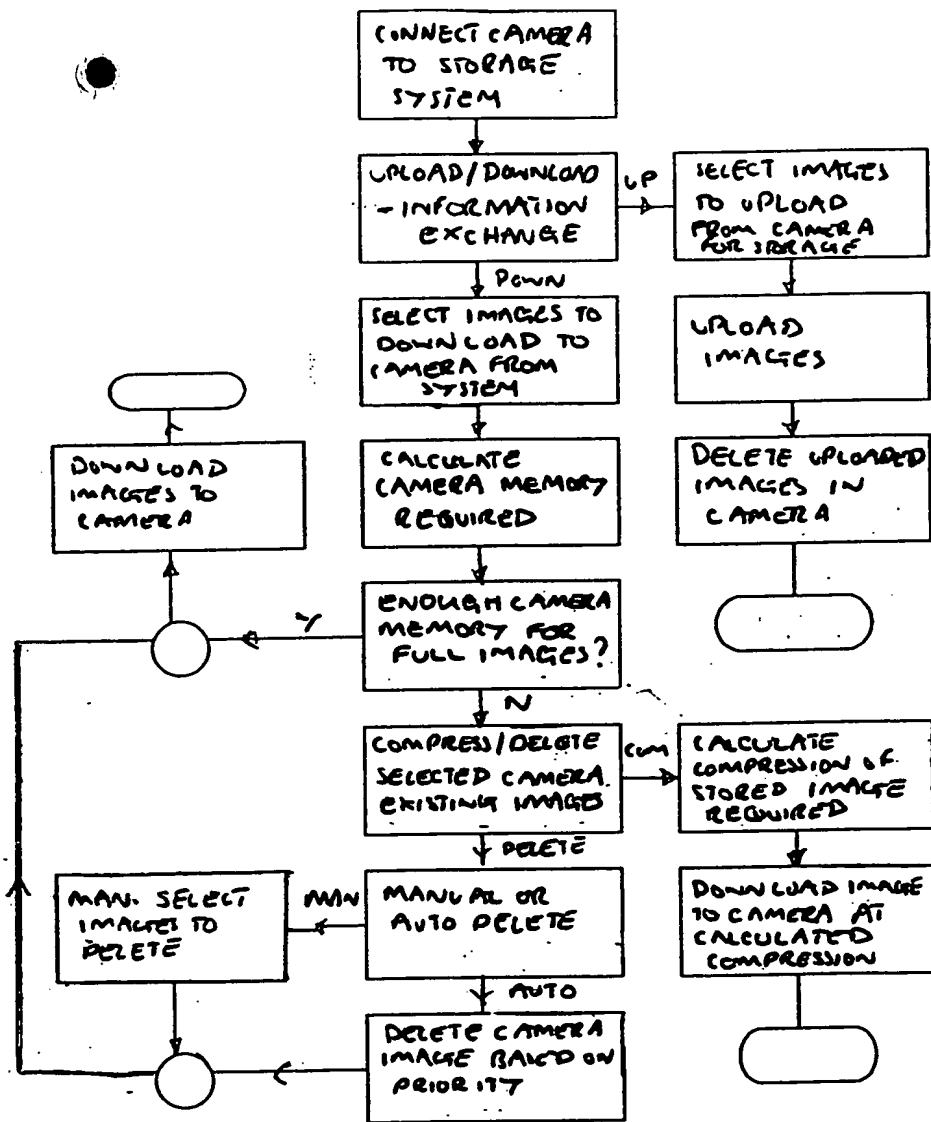 CONNECT CAMERA
TO STORAGE
SYSTEM
UPLOAD/DOWNLOAD
- INFORMATION
EXCHANGE
UP
SELECT IMAGES
TO UPLOAD
FROM CAMERA
FOR STORAGE
DOWN
SELECT IMAGES TO
DOWNLOAD TO
CAMERA FROM
SYSTEM
UPLOAD
IMAGES
DOWNLOAD
IMAGES TO
CAMERA
CALCULATE
CAMERA MEMORY
REQUIRED
DELETE UPLOADED
IMAGES IN
CAMERA
ENOUGH CAMERA
MEMORY FOR
FULL IMAGES?
Y
N
COMPRESS/DELETE
SELECTED CAMERA
EXISTING IMAGES
COM
CALCULATE
COMPRESSION OF
STORED IMAGE
REQUIRED
DELETE
MAN. SELECT
IMAGES TO
DELETE
MAN
MANUAL OR
AUTO DELETE
DOWNLOAD IMAGE
TO CAMERA AT
CALCULATED
COMPRESSION
AUTO
DELETE CAMERA
IMAGE BASED ON
PRIORITY